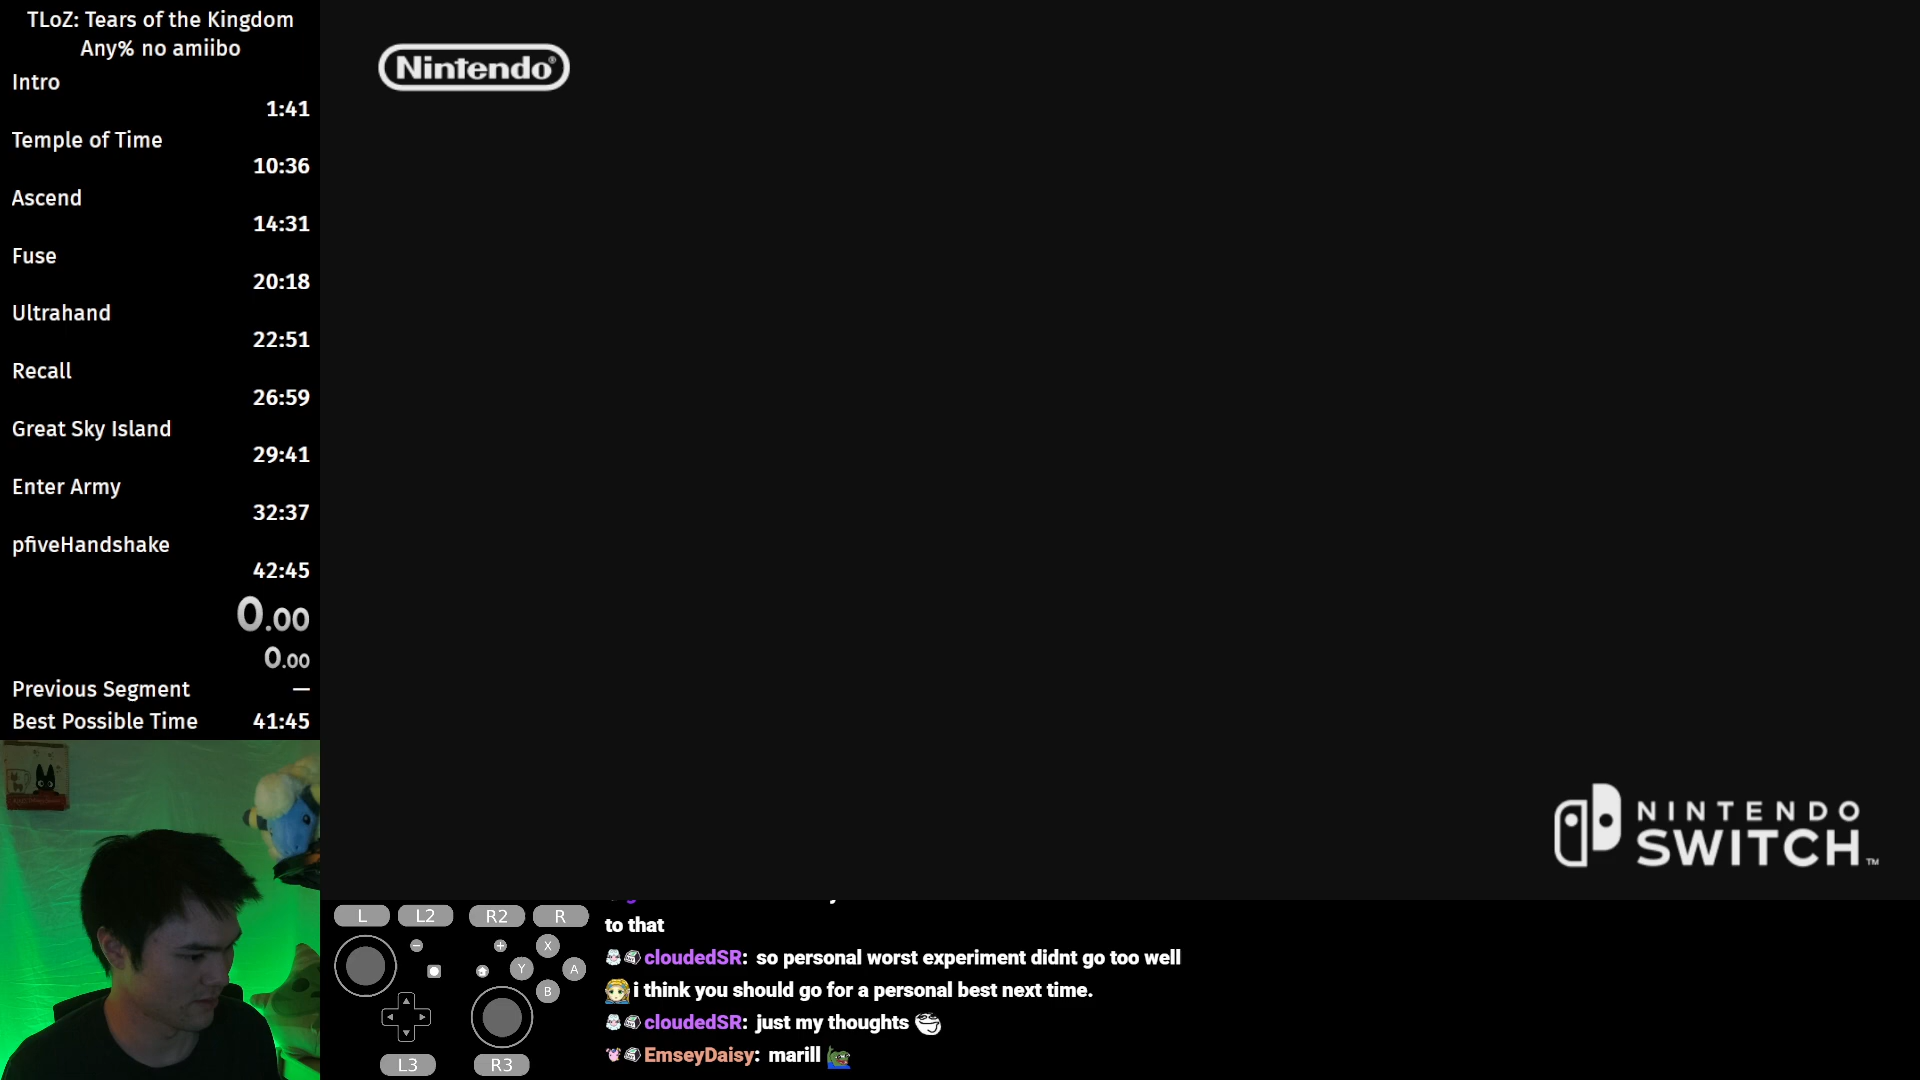 TLoZ: Tears of the Kingdom
Any% no amiibo
Intro
1:41
Temple of Time
10:36
Ascend
14:31
Fuse
20:18
Ultrahand
22:51
Recall
26:59
Great Sky Island
29:41
Enter Army
32:37
pfiveHandshake
42:45
0.00
0.00
Previous Segment —
Best Possible Time 41:45
Nintendo®
NINTENDO
SWITCH™
L L2 R2 R
X
Y A
B
L3 R3
to that
cloudedSR: so personal worst experiment didnt go too well
i think you should go for a personal best next time.
cloudedSR: just my thoughts
EmseyDaisy: marill